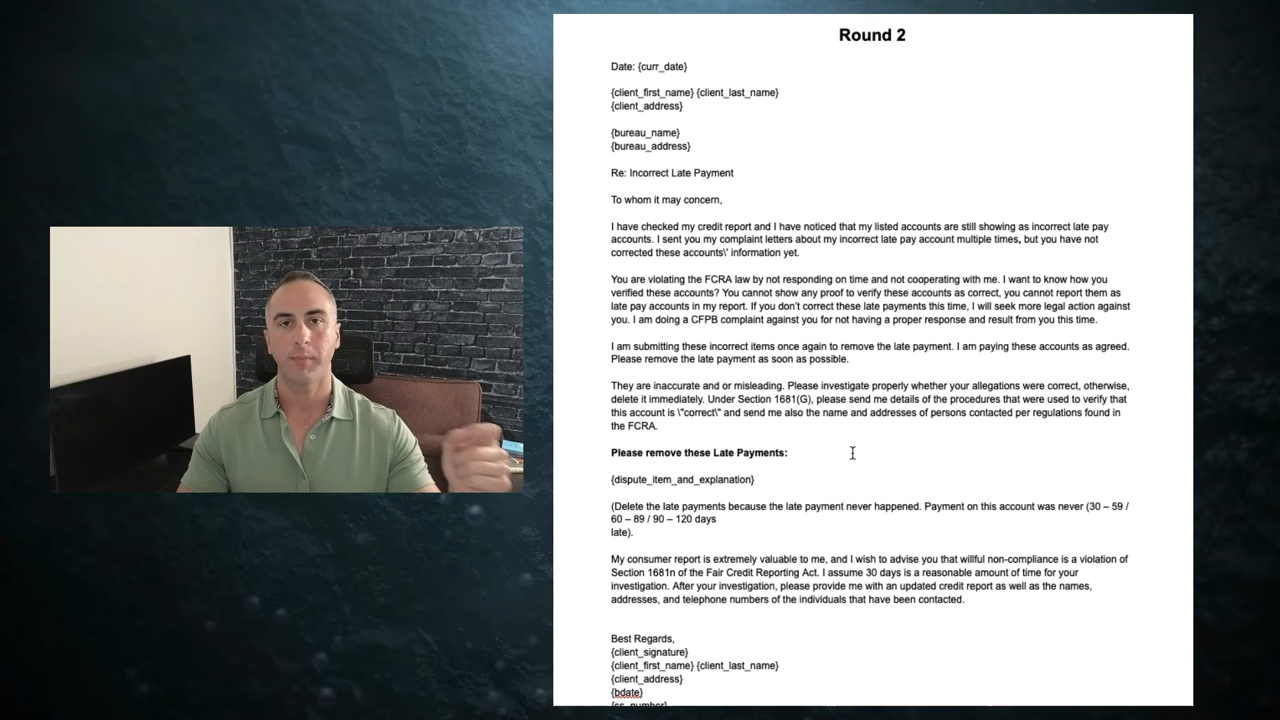 Round 2
Date: {curr_date}
{client_first_name} {client_last_name}
{client_address}
{bureau_name}
{bureau_address}
Re: Incorrect Late Payment
To whom it may concern,
I have checked my credit report and I have noticed that my listed accounts are still showing as incorrect late pay
accounts. I sent you my complaint letters about my incorrect late pay account multiple times, but you have not
corrected these accounts\' information yet.
You are violating the FCRA law by not responding on time and not cooperating with me. I want to know how you
verified these accounts? You cannot show any proof to verify these accounts as correct, you cannot report them as
late pay accounts in my report. If you don't correct these late payments this time, I will seek more legal action against
you. I am doing a CFPB complaint against you for not having a proper response and result from you this time.
I am submitting these incorrect items once again to remove the late payment. I am paying these accounts as agreed.
Please remove the late payment as soon as possible.
They are inaccurate and or misleading. Please investigate properly whether your allegations were correct, otherwise,
delete it immediately. Under Section 1681(G), please send me details of the procedures that were used to verify that
this account is \"correct\" and send me also the name and addresses of persons contacted per regulations found in
the FCRA.
Please remove these Late Payments:
{dispute_item_and_explanation}
(Delete the late payments because the late payment never happened. Payment on this account was never (30 – 59 /
60 – 89 / 90 – 120 days
late).
My consumer report is extremely valuable to me, and I wish to advise you that willful non-compliance is a violation of
Section 1681n of the Fair Credit Reporting Act. I assume 30 days is a reasonable amount of time for your
investigation. After your investigation, please provide me with an updated credit report as well as the names,
addresses, and telephone numbers of the individuals that have been contacted.
Best Regards,
{client_signature}
{client_first_name} {client_last_name}
{client_address}
{bdate}
{ss_number}